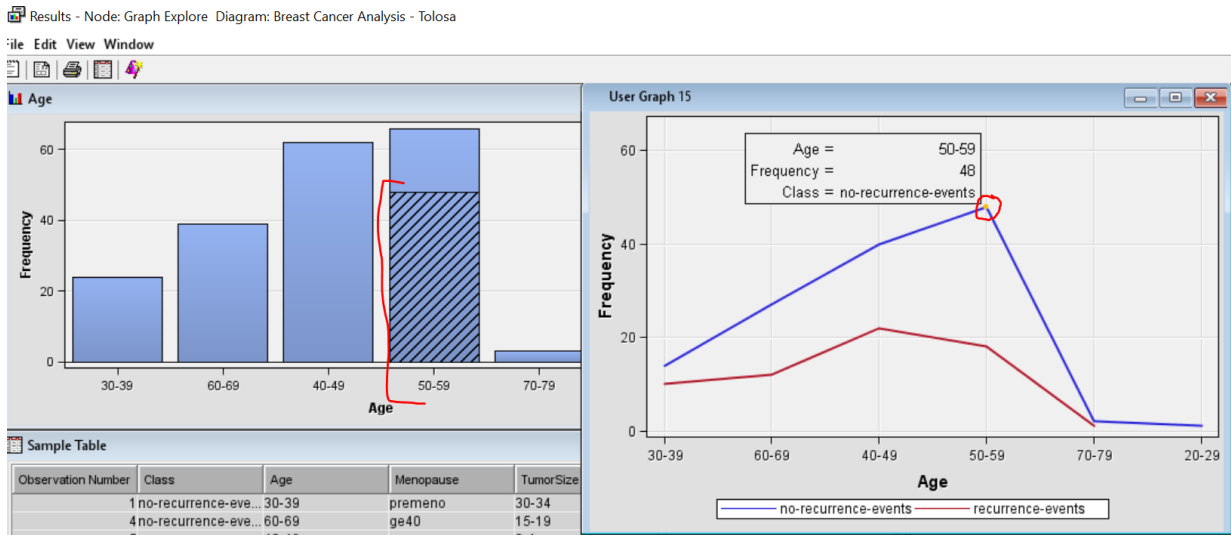 Results - Node: Graph Explore  Diagram: Breast Cancer Analysis - Tolosa
File Edit View Window
Age
60
40
20
0
Frequency
30-39 60-69 40-49 50-59 70-79
Age
Sample Table
Observation Number Class Age Menopause TumorSize
1 no-recurrence-eve... 30-39 premeno 30-34
4 no-recurrence-eve... 60-69 ge40 15-19
User Graph 15
Age = 50-59
Frequency = 48
Class = no-recurrence-events
60
40
20
0
Frequency
30-39 60-69 40-49 50-59 70-79 20-29
Age
no-recurrence-events recurrence-events